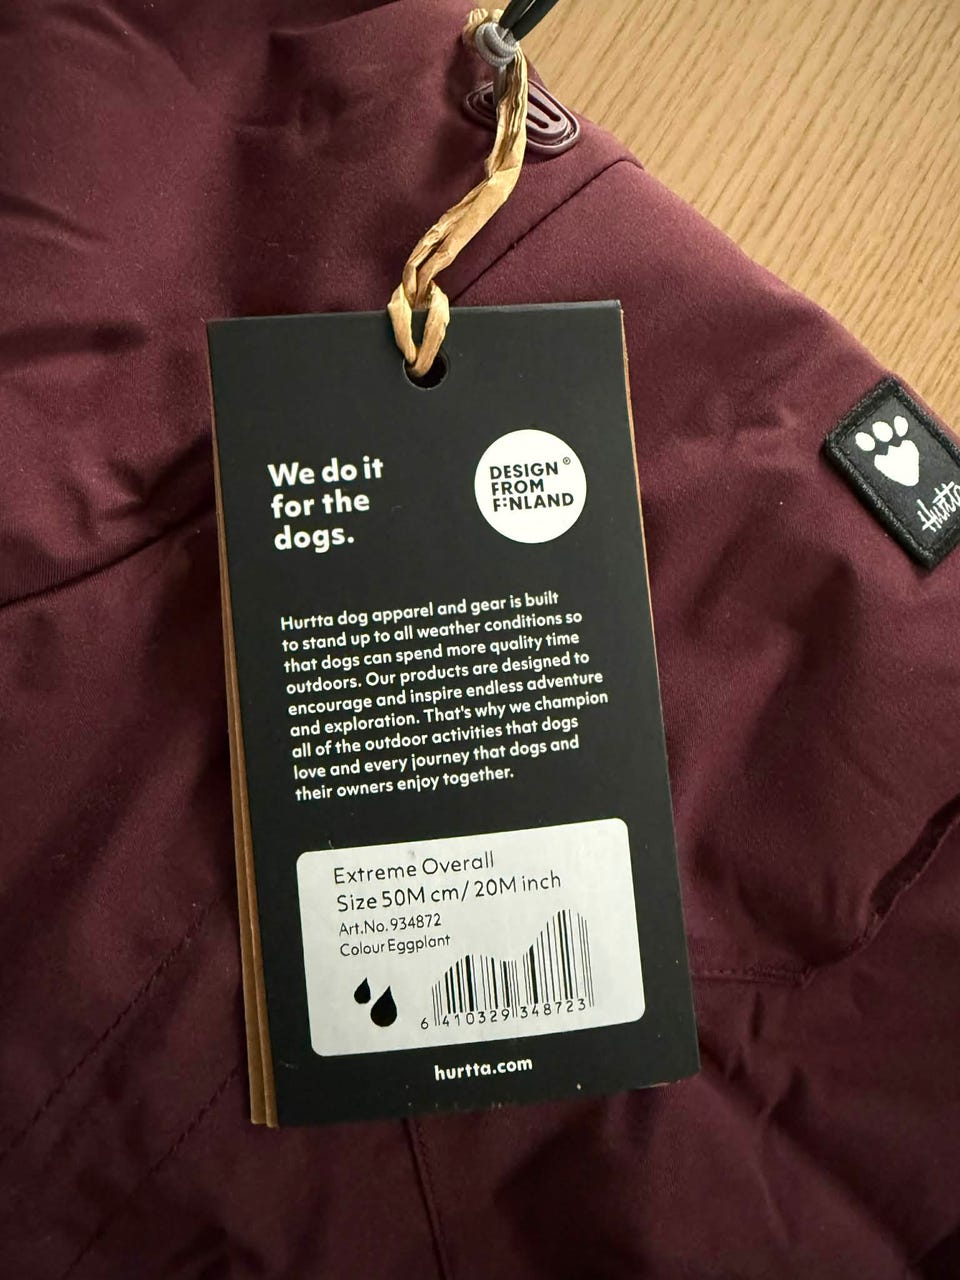 We do it
for the
dogs.
DESIGN®
FROM
FINLAND
Hurtta
Hurtta dog apparel and gear is built
to stand up to all weather conditions so
that dogs can spend more quality time
outdoors. Our products are designed to
encourage and inspire endless adventure
and exploration. That's why we champion
all of the outdoor activities that dogs
love and every journey that dogs and
their owners enjoy together.
Extreme Overall
Size 50M cm/ 20M inch
Art.No. 934872
Colour Eggplant
6 410329 348723
hurtta.com